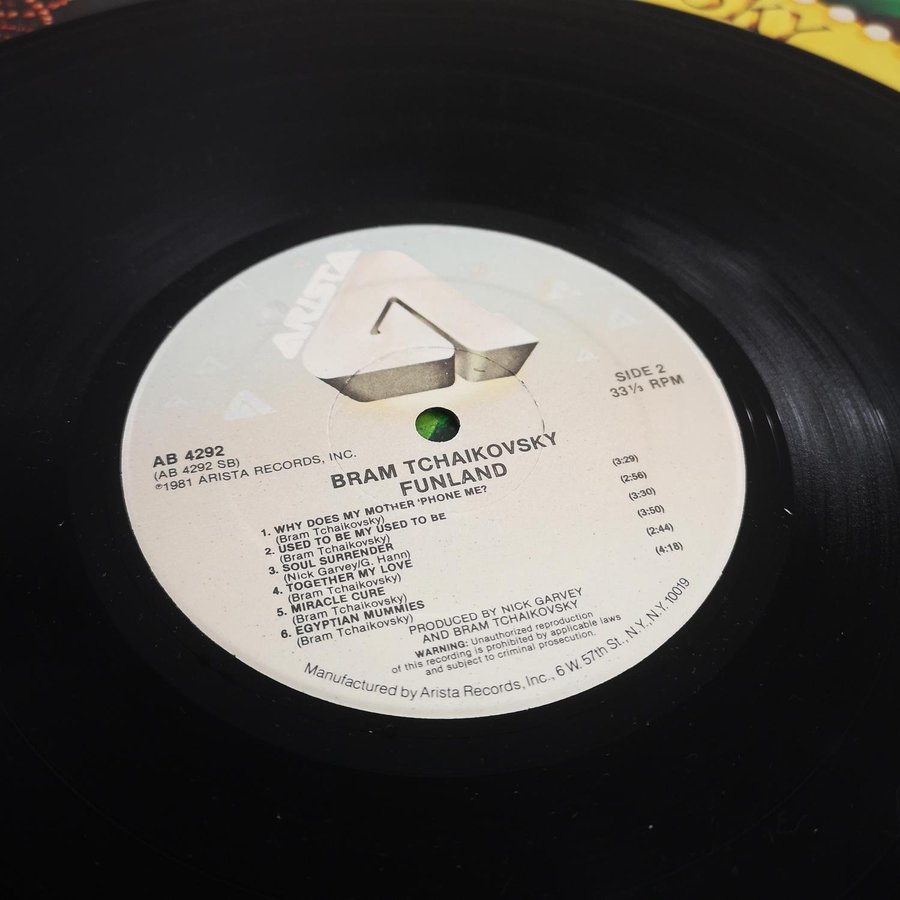 SKY
ARISTA
SIDE 2
33⅓ RPM
AB 4292
(AB 4292 SB)
℗1981 ARISTA RECORDS, INC.
BRAM TCHAIKOVSKY
FUNLAND
1. WHY DOES MY MOTHER 'PHONE ME? (3:29)
(Bram Tchaikovsky)
2. USED TO BE MY USED TO BE (2:56)
(Bram Tchaikovsky)
3. SOUL SURRENDER (3:30)
(Nick Garvey/G. Hann)
4. TOGETHER MY LOVE (3:50)
(Bram Tchaikovsky)
5. MIRACLE CURE (2:44)
(Bram Tchaikovsky)
6. EGYPTIAN MUMMIES (4:18)
(Bram Tchaikovsky)
PRODUCED BY NICK GARVEY
AND BRAM TCHAIKOVSKY
WARNING: Unauthorized reproduction
of this recording is prohibited by applicable laws
and subject to criminal prosecution.
Manufactured by Arista Records, Inc., 6 W. 57th St., N.Y., N.Y. 10019